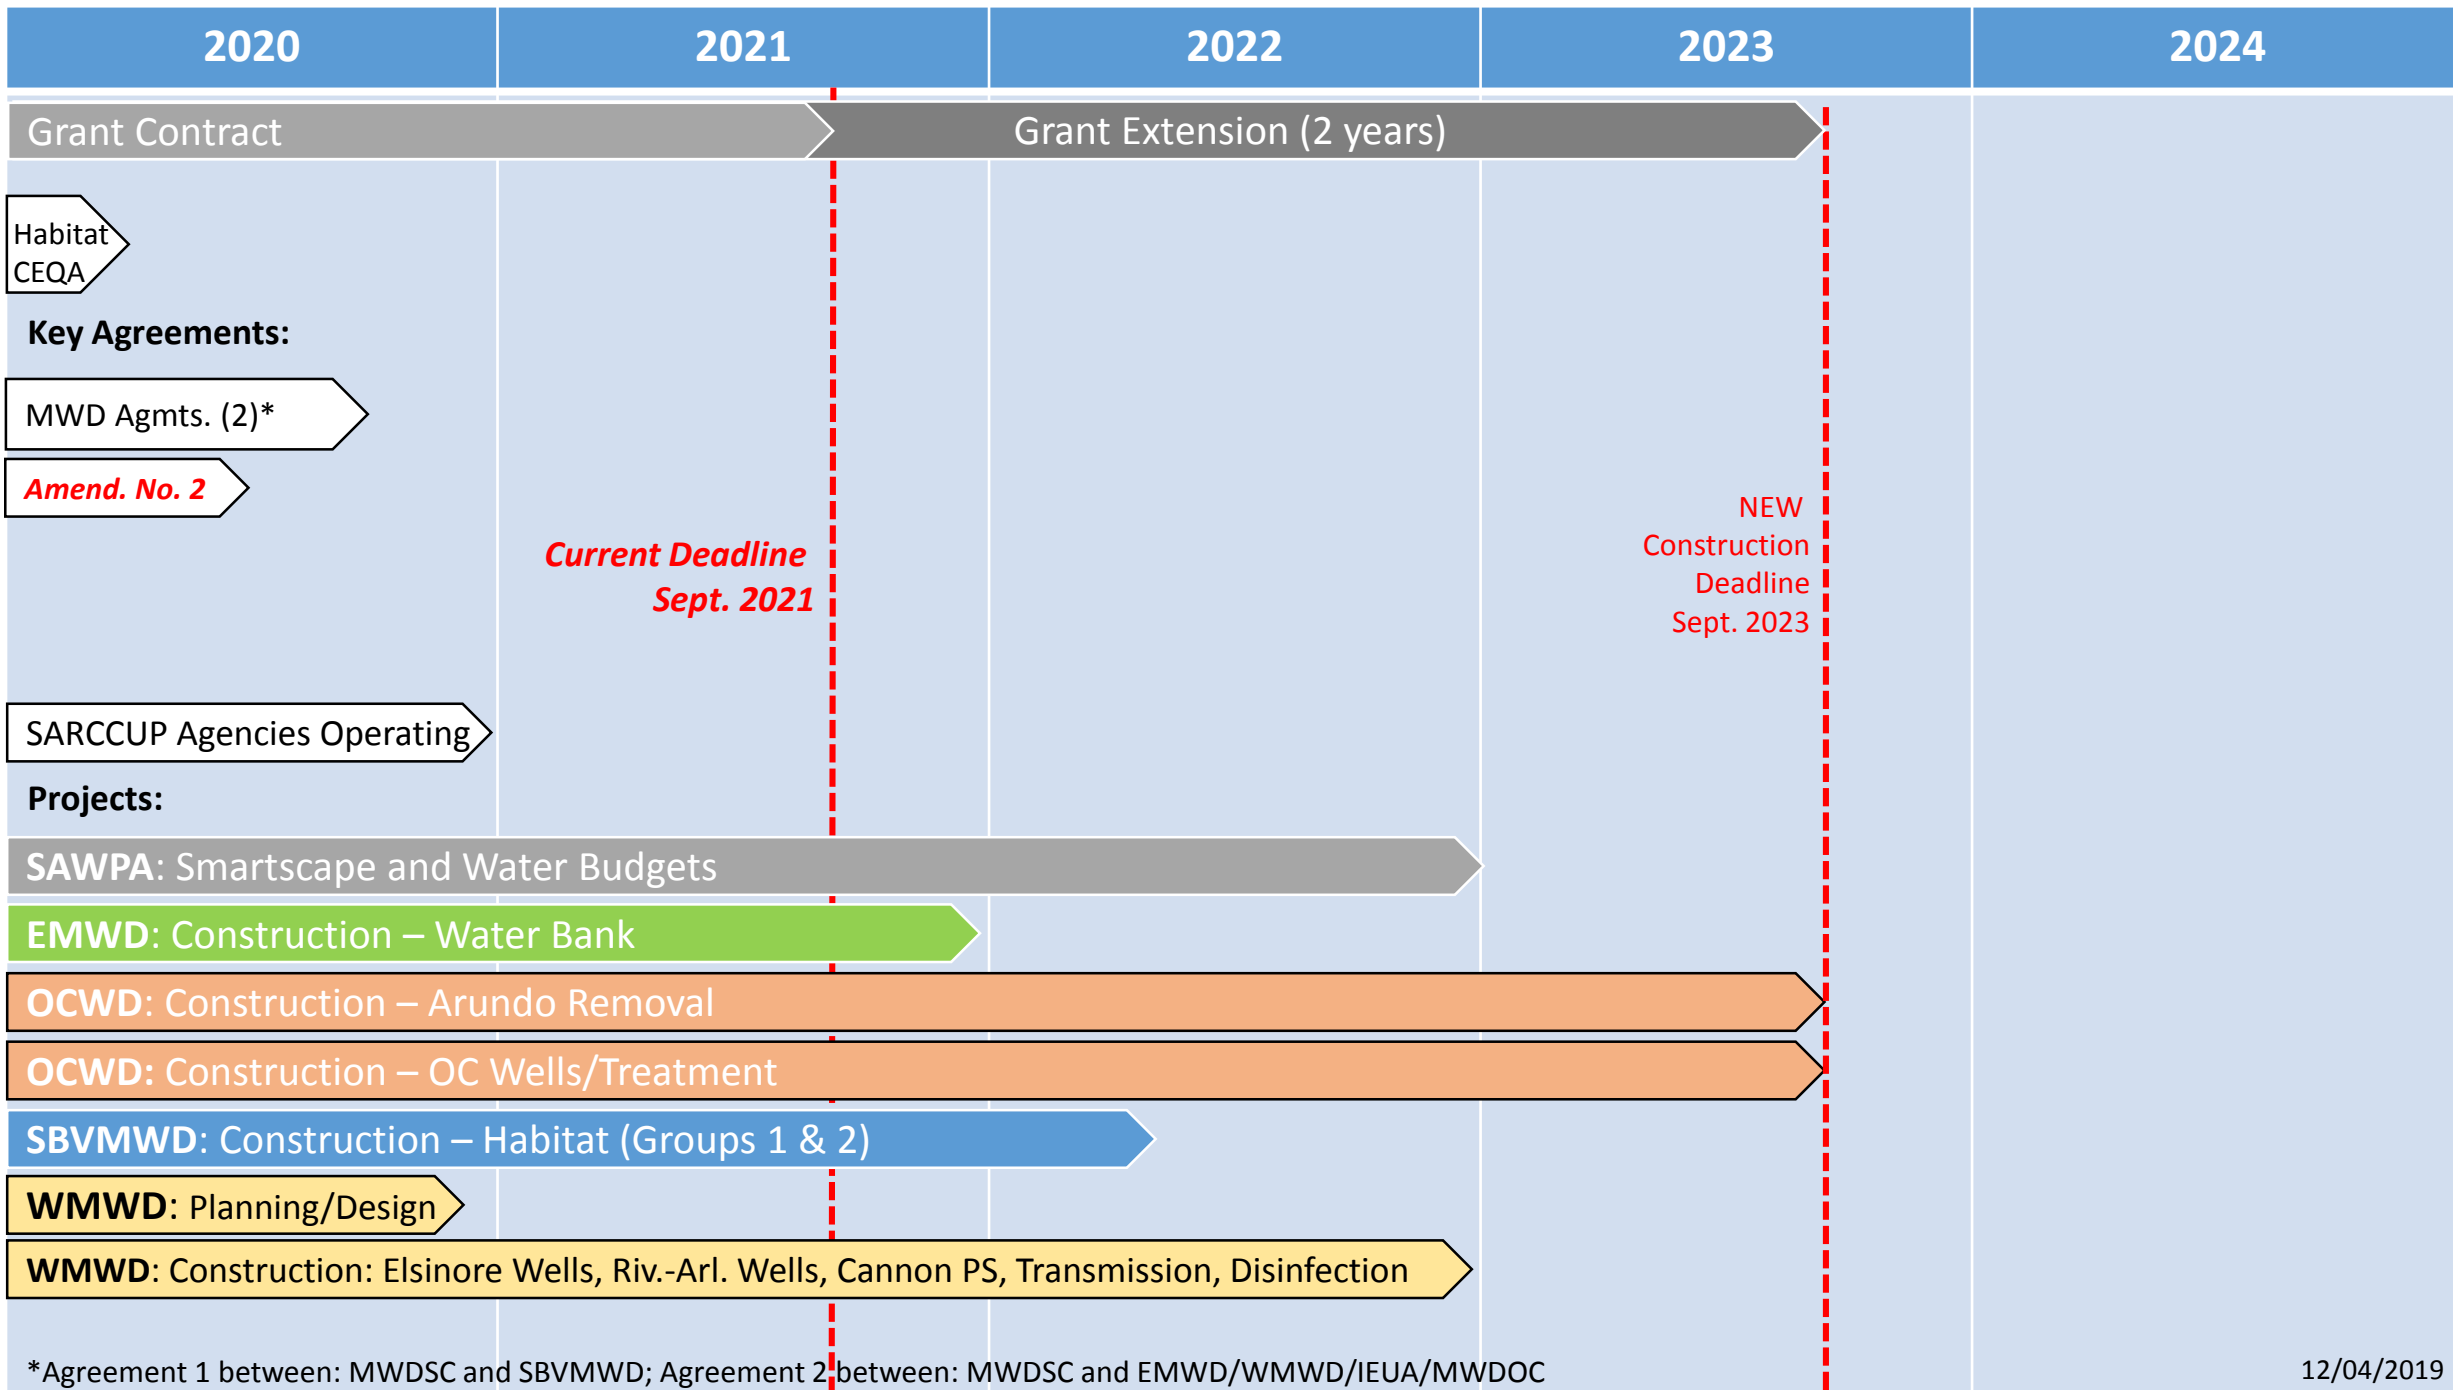 2020 2021 2022 2023 2024
Grant Contract Grant Extension (2 years)
Habitat
CEQA
Key Agreements:
MWD Agmts. (2)*
Amend. No. 2
Current Deadline
Sept. 2021
NEW
Construction
Deadline
Sept. 2023
SARCCUP Agencies Operating
Projects:
SAWPA: Smartscape and Water Budgets
EMWD: Construction – Water Bank
OCWD: Construction – Arundo Removal
OCWD: Construction – OC Wells/Treatment
SBVMWD: Construction – Habitat (Groups 1 & 2)
WMWD: Planning/Design
WMWD: Construction: Elsinore Wells, Riv.-Arl. Wells, Cannon PS, Transmission, Disinfection
*Agreement 1 between: MWDSC and SBVMWD; Agreement 2 between: MWDSC and EMWD/WMWD/IEUA/MWDOC
12/04/2019